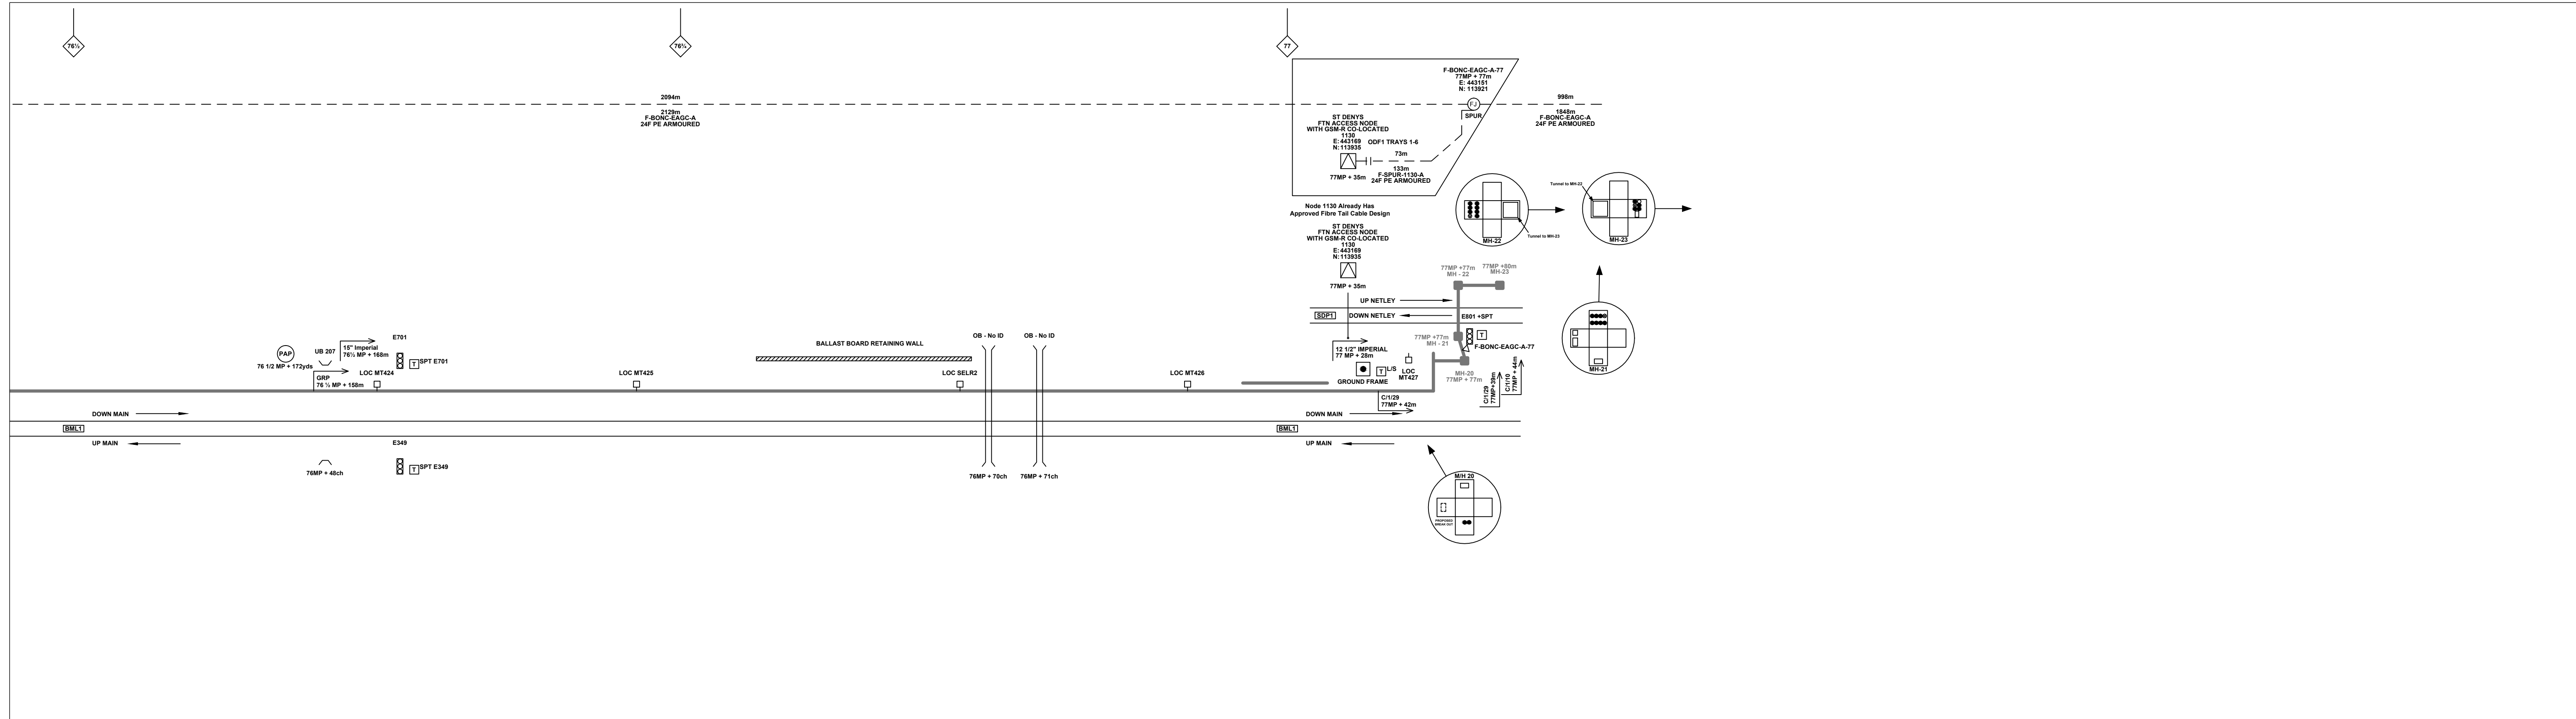 76½
76¾
77
2094m
2129m
F-BONC-EAGC-A
24F PE ARMOURED
F-BONC-EAGC-A-77
77MP + 77m
E: 443151
N: 113921
FJ
SPUR
998m
1848m
F-BONC-EAGC-A
24F PE ARMOURED
ST DENYS
FTN ACCESS NODE
WITH GSM-R CO-LOCATED
1130
E: 443169
N: 113935
ODF1 TRAYS 1-6
73m
133m
F-SPUR-1130-A
24F PE ARMOURED
77MP + 35m
Node 1130 Already Has
Approved Fibre Tail Cable Design
ST DENYS
FTN ACCESS NODE
WITH GSM-R CO-LOCATED
1130
E: 443169
N: 113935
77MP + 35m
Tunnel to MH-23
MH-22
Tunnel to MH-22
MH-23
77MP +77m
MH - 22
77MP +80m
MH-23
UP NETLEY
SDP1
DOWN NETLEY
E801 +SPT
T
77MP +77m
MH - 21
F-BONC-EAGC-A-77
MH-21
PAP
76 1/2 MP + 172yds
UB 207
15" Imperial
76½ MP + 168m
E701
T
SPT E701
GRP
76 ½ MP + 158m
LOC MT424
LOC MT425
BALLAST BOARD RETAINING WALL
LOC SELR2
OB - No ID
OB - No ID
LOC MT426
12 1/2" IMPERIAL
77 MP + 28m
T
L/S
GROUND FRAME
LOC
MT427
MH-20
77MP + 77m
C/1/29
77MP + 42m
C/1/29
77MP+39m
C/1/10
77MP + 44m
DOWN MAIN
DOWN MAIN
BML1
BML1
UP MAIN
UP MAIN
E349
76MP + 48ch
T
SPT E349
76MP + 70ch
76MP + 71ch
M/H 20
PROPOSED
BREAK OUT